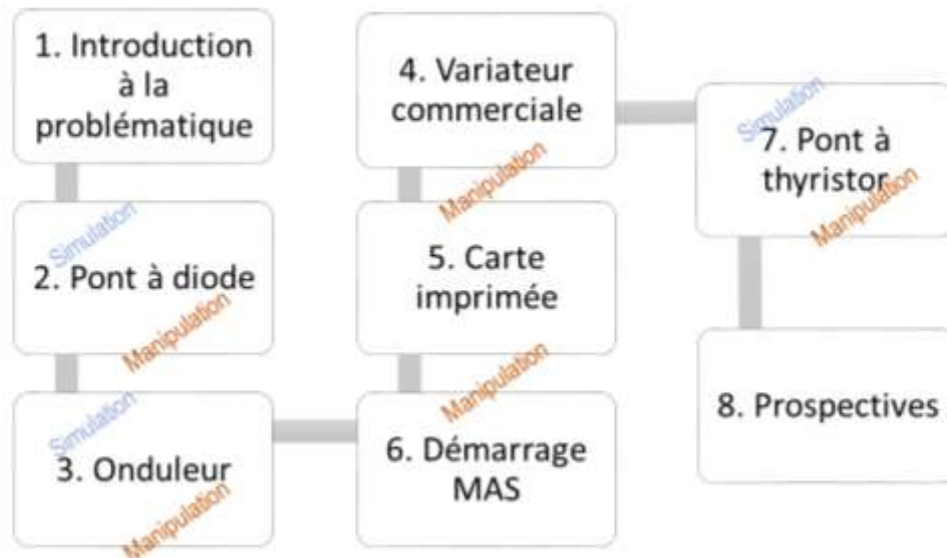 1. Introduction
à la
problématique
Simulation
2. Pont à diode
Manipulation
Simulation
3. Onduleur
Manipulation
4. Variateur
commerciale
Manipulation
5. Carte
imprimée
Manipulation
6. Démarrage
MAS
Simulation
7. Pont à
thyristor
Manipulation
8. Prospectives